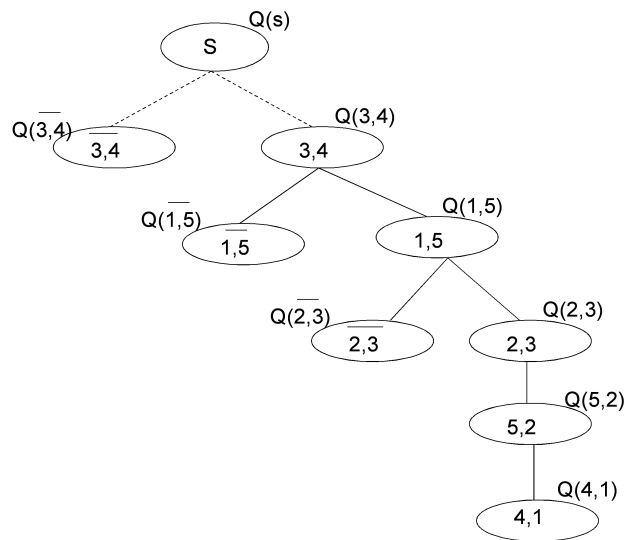 Q(s)
S
Q(3,4)
Q(3,4)
3,4
3,4
Q(1,5)
Q(1,5)
1,5
1,5
Q(2,3)
Q(2,3)
2,3
2,3
Q(5,2)
5,2
Q(4,1)
4,1